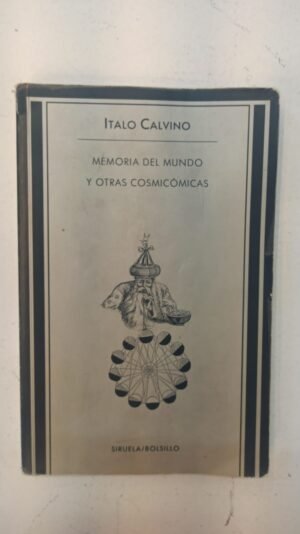 ITALO CALVINO
MEMORIA DEL MUNDO
Y OTRAS COSMICÓMICAS
SIRUELA/BOLSILLO